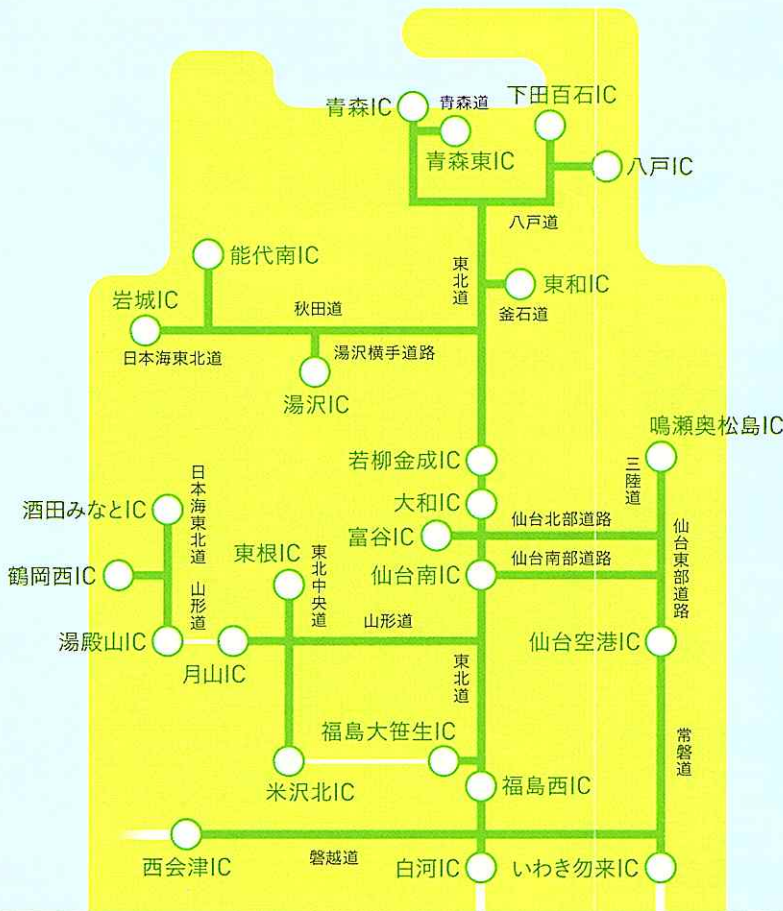 青森IC
青森道
下田百石IC
青森東IC
八戸IC
八戸道
能代南IC
東北道
東和IC
岩城IC
秋田道
釜石道
日本海東北道
湯沢横手道路
湯沢IC
鳴瀬奥松島IC
若柳金成IC
三陸道
日本海東北道
酒田みなとIC
大和IC
仙台北部道路
富谷IC
仙台東部道路
東根IC
東北中央道
仙台南部道路
鶴岡西IC
山形道
仙台南IC
山形道
湯殿山IC
月山IC
東北道
仙台空港IC
福島大笹生IC
常磐道
米沢北IC
福島西IC
西会津IC
磐越道
白河IC
いわき勿来IC